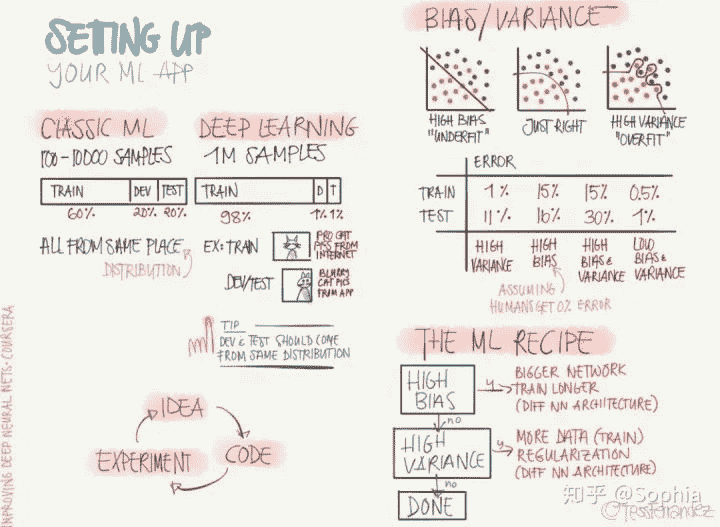 SETING UP
YOUR ML APP
CLASSIC ML
100-10000 SAMPLES
TRAIN DEV TEST
60% 20% 20%
ALL FROM SAME PLACE
DISTRIBUTION
DEEP LEARNING
1M SAMPLES
TRAIN D T
98% 1% 1%
EX: TRAIN
PRO CAT
PICS FROM
INTERNET
DEV/TEST
BLURRY
CAT PICS
FROM APP
TIP
DEV & TEST SHOULD COME
FROM SAME DISTRIBUTION
IDEA
CODE
EXPERIMENT
IMPROVING DEEP NEURAL NETS · COURSERA
BIAS/VARIANCE
HIGH BIAS
"UNDERFIT"
JUST RIGHT
HIGH VARIANCE
"OVERFIT"
ERROR
TRAIN 1% 15% 15% 0.5%
TEST 11% 16% 30% 1%
HIGH VARIANCE
HIGH BIAS
HIGH BIAS & VARIANCE
LOW BIAS & VARIANCE
ASSUMING
HUMANS GET 0% ERROR
THE ML RECIPE
HIGH
BIAS
y
BIGGER NETWORK
TRAIN LONGER
(DIFF NN ARCHITECTURE)
no
HIGH
VARIANCE
y
MORE DATA (TRAIN)
REGULARIZATION
(DIFF NN ARCHITECTURE)
no
DONE
知乎 @Sophia
@TessFerrandez